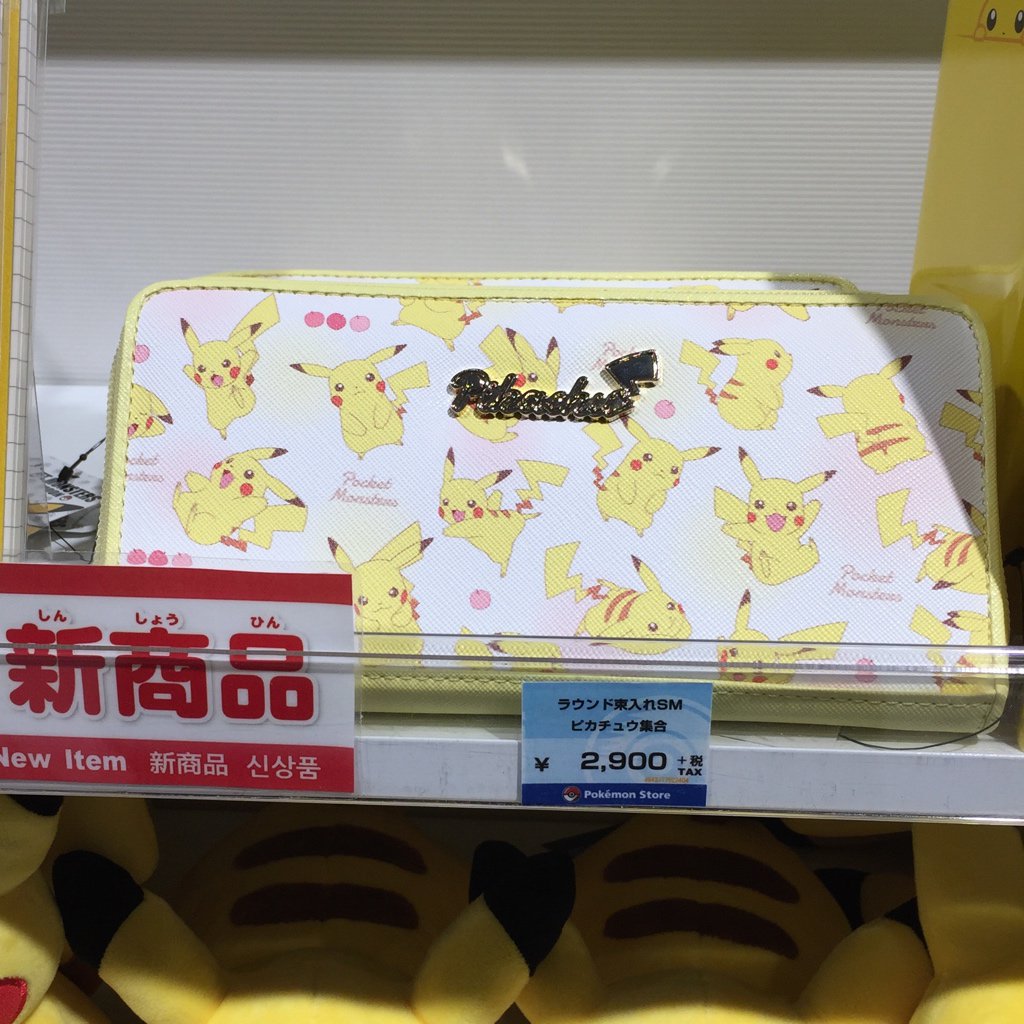 Pikachu
Pocket
Monsters
Pocket
Monsters
Pocket
Monsters
Pocket
Monsters
しん しょう ひん
新商品
New Item 新商品 신상품
ラウンド束入れSM
ピカチュウ集合
¥ 2,900 +税
TAX
Pokémon Store